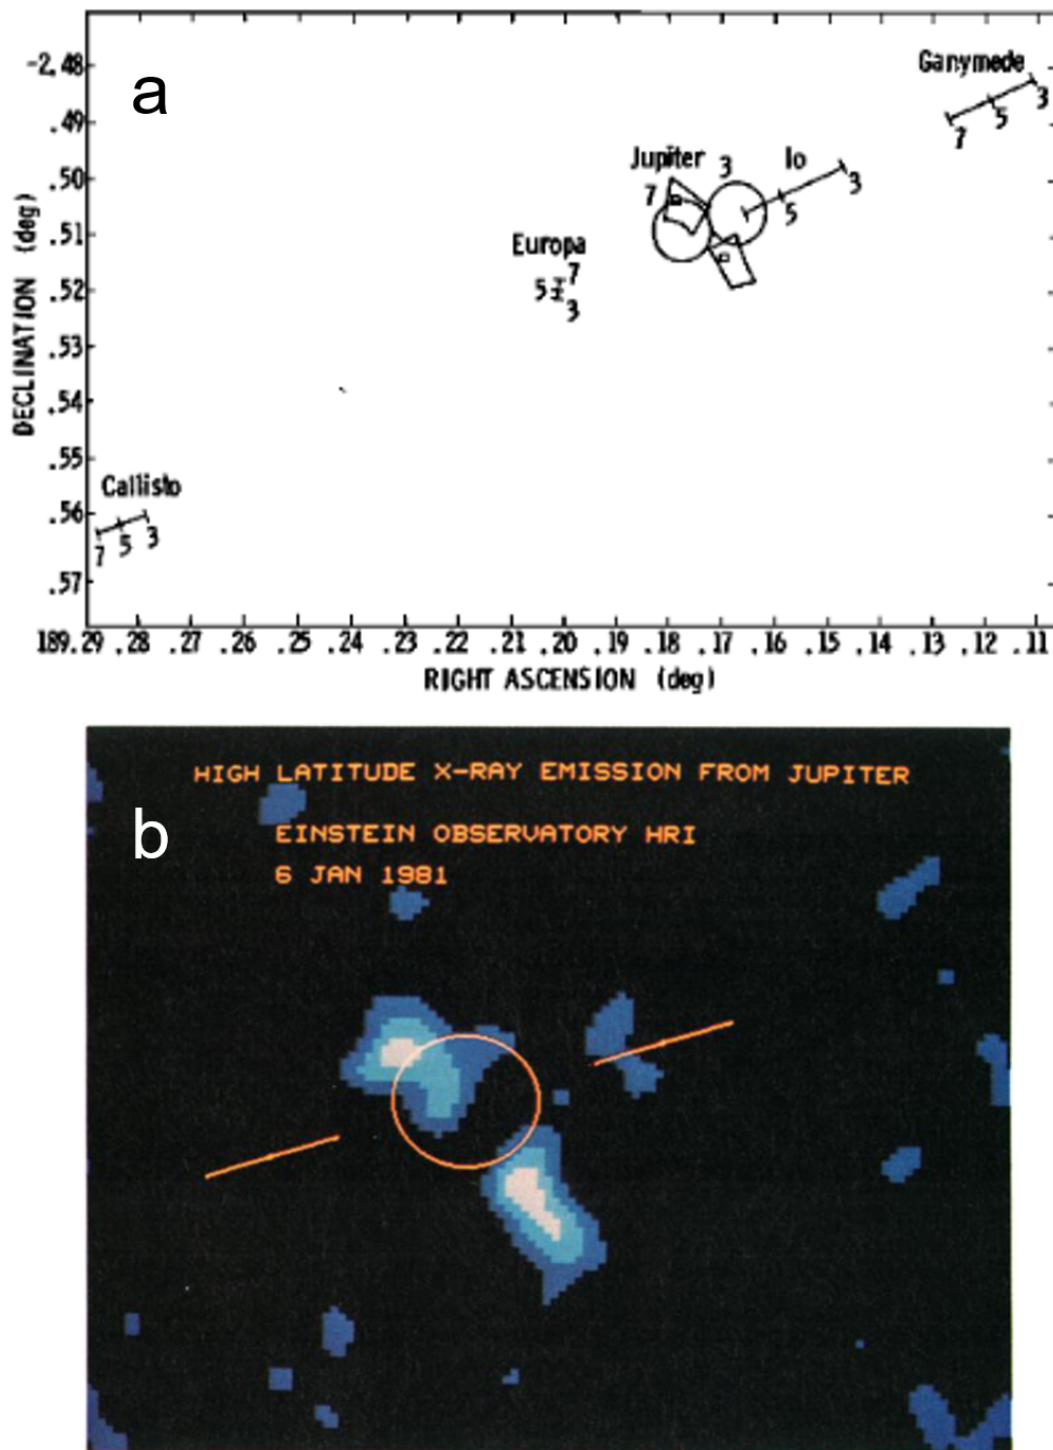 a
-2.48
.49
.50
.51
.52
.53
.54
.55
.56
.57
DECLINATION (deg)
Ganymede
7 5 3
Jupiter 3 Io
7 5 3
Europa
5 7
3
Callisto
7 5 3
189.29 .28 .27 .26 .25 .24 .23 .22 .21 .20 .19 .18 .17 .16 .15 .14 .13 .12 .11
RIGHT ASCENSION (deg)
b
HIGH LATITUDE X-RAY EMISSION FROM JUPITER
EINSTEIN OBSERVATORY HRI
6 JAN 1981